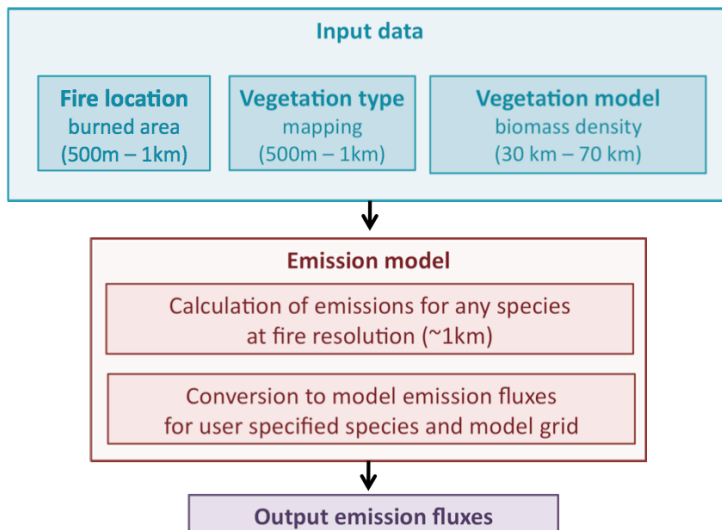 Input data
Fire location
burned area
(500m – 1km)
Vegetation type
mapping
(500m – 1km)
Vegetation model
biomass density
(30 km – 70 km)
Emission model
Calculation of emissions for any species
at fire resolution (~1km)
Conversion to model emission fluxes
for user specified species and model grid
Output emission fluxes